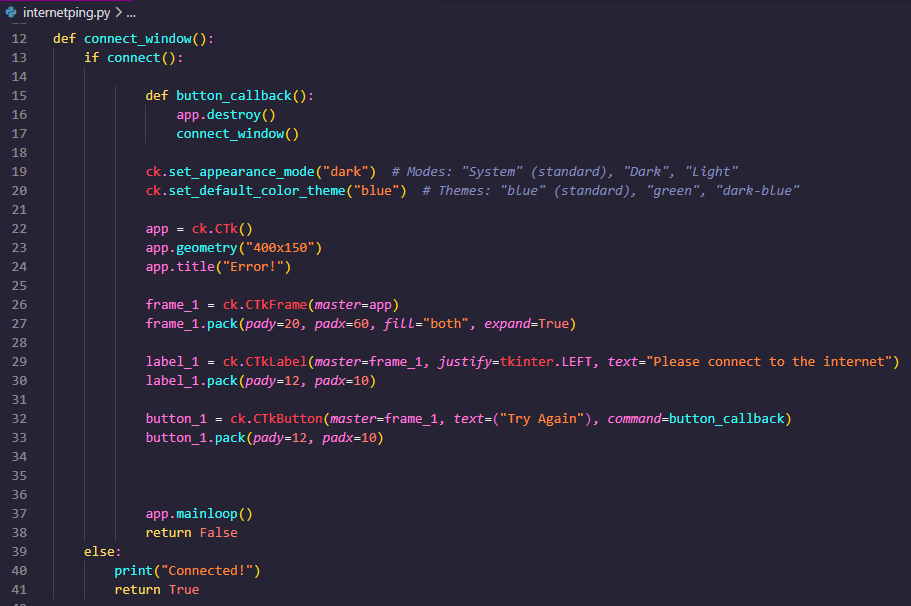 internetping.py > ...
12 def connect_window():
13     if connect():
14
15             def button_callback():
16                 app.destroy()
17                 connect_window()
18
19             ck.set_appearance_mode("dark")  # Modes: "System" (standard), "Dark", "Light"
20             ck.set_default_color_theme("blue")  # Themes: "blue" (standard), "green", "dark-blue"
21
22             app = ck.CTk()
23             app.geometry("400x150")
24             app.title("Error!")
25
26             frame_1 = ck.CTkFrame(master=app)
27             frame_1.pack(pady=20, padx=60, fill="both", expand=True)
28
29             label_1 = ck.CTkLabel(master=frame_1, justify=tkinter.LEFT, text="Please connect to the internet")
30             label_1.pack(pady=12, padx=10)
31
32             button_1 = ck.CTkButton(master=frame_1, text=("Try Again"), command=button_callback)
33             button_1.pack(pady=12, padx=10)
34
35
36
37             app.mainloop()
38             return False
39     else:
40         print("Connected!")
41         return True